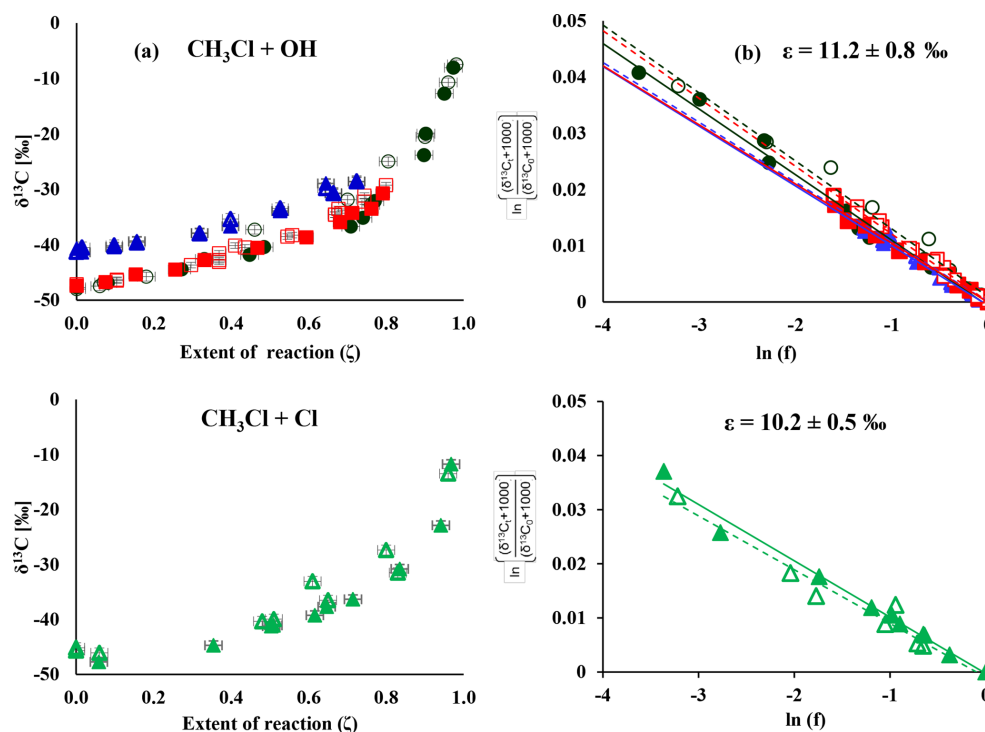 (a) CH₃Cl + OH
δ¹³C [‰]
0
-10
-20
-30
-40
-50
0.0 0.2 0.4 0.6 0.8 1.0
Extent of reaction (ζ)
(b)
ε = 11.2 ± 0.8 ‰
ln {(δ¹³Cₜ+1000) / (δ¹³C₀+1000)}
0.05
0.04
0.03
0.02
0.01
0
-4 -3 -2 -1 0
ln (f)
CH₃Cl + Cl
δ¹³C [‰]
0
-10
-20
-30
-40
-50
0.0 0.2 0.4 0.6 0.8 1.0
Extent of reaction (ζ)
ε = 10.2 ± 0.5 ‰
ln {(δ¹³Cₜ+1000) / (δ¹³C₀+1000)}
0.05
0.04
0.03
0.02
0.01
0
-4 -3 -2 -1 0
ln (f)